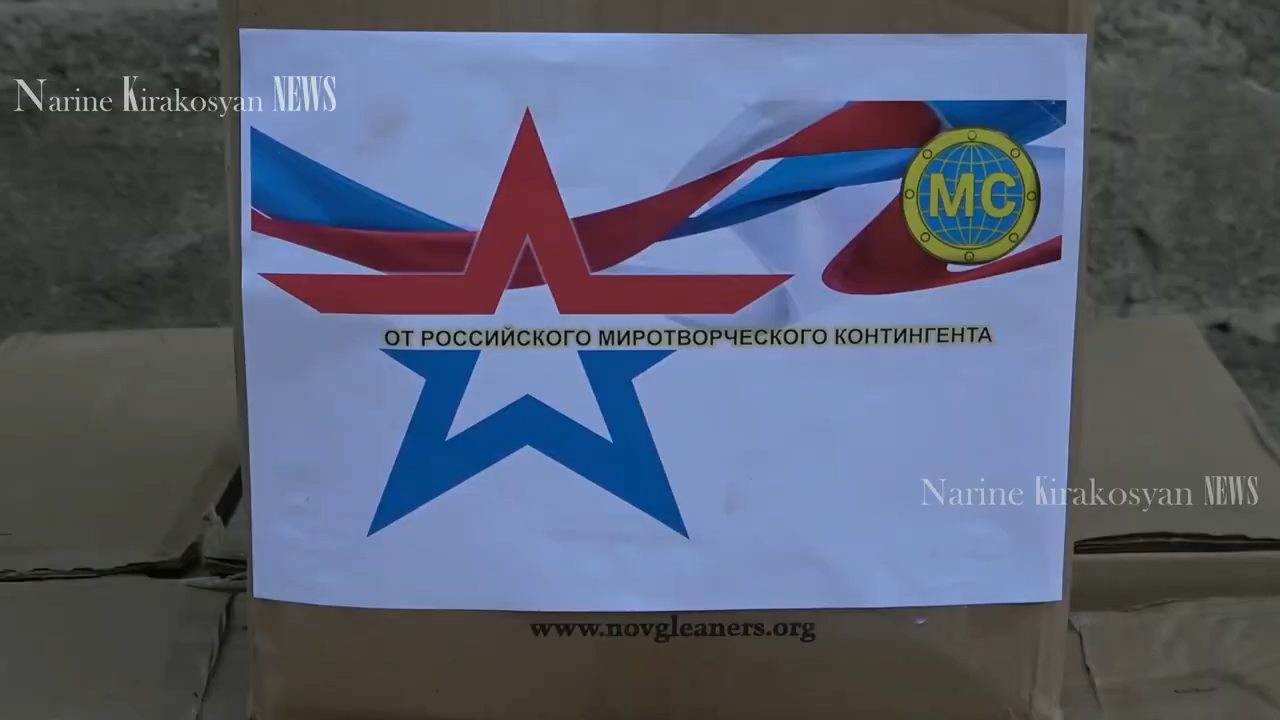 Narine Kirakosyan NEWS
МС
ОТ РОССИЙСКОГО МИРОТВОРЧЕСКОГО КОНТИНГЕНТА
Narine Kirakosyan NEWS
www.novgleaners.org